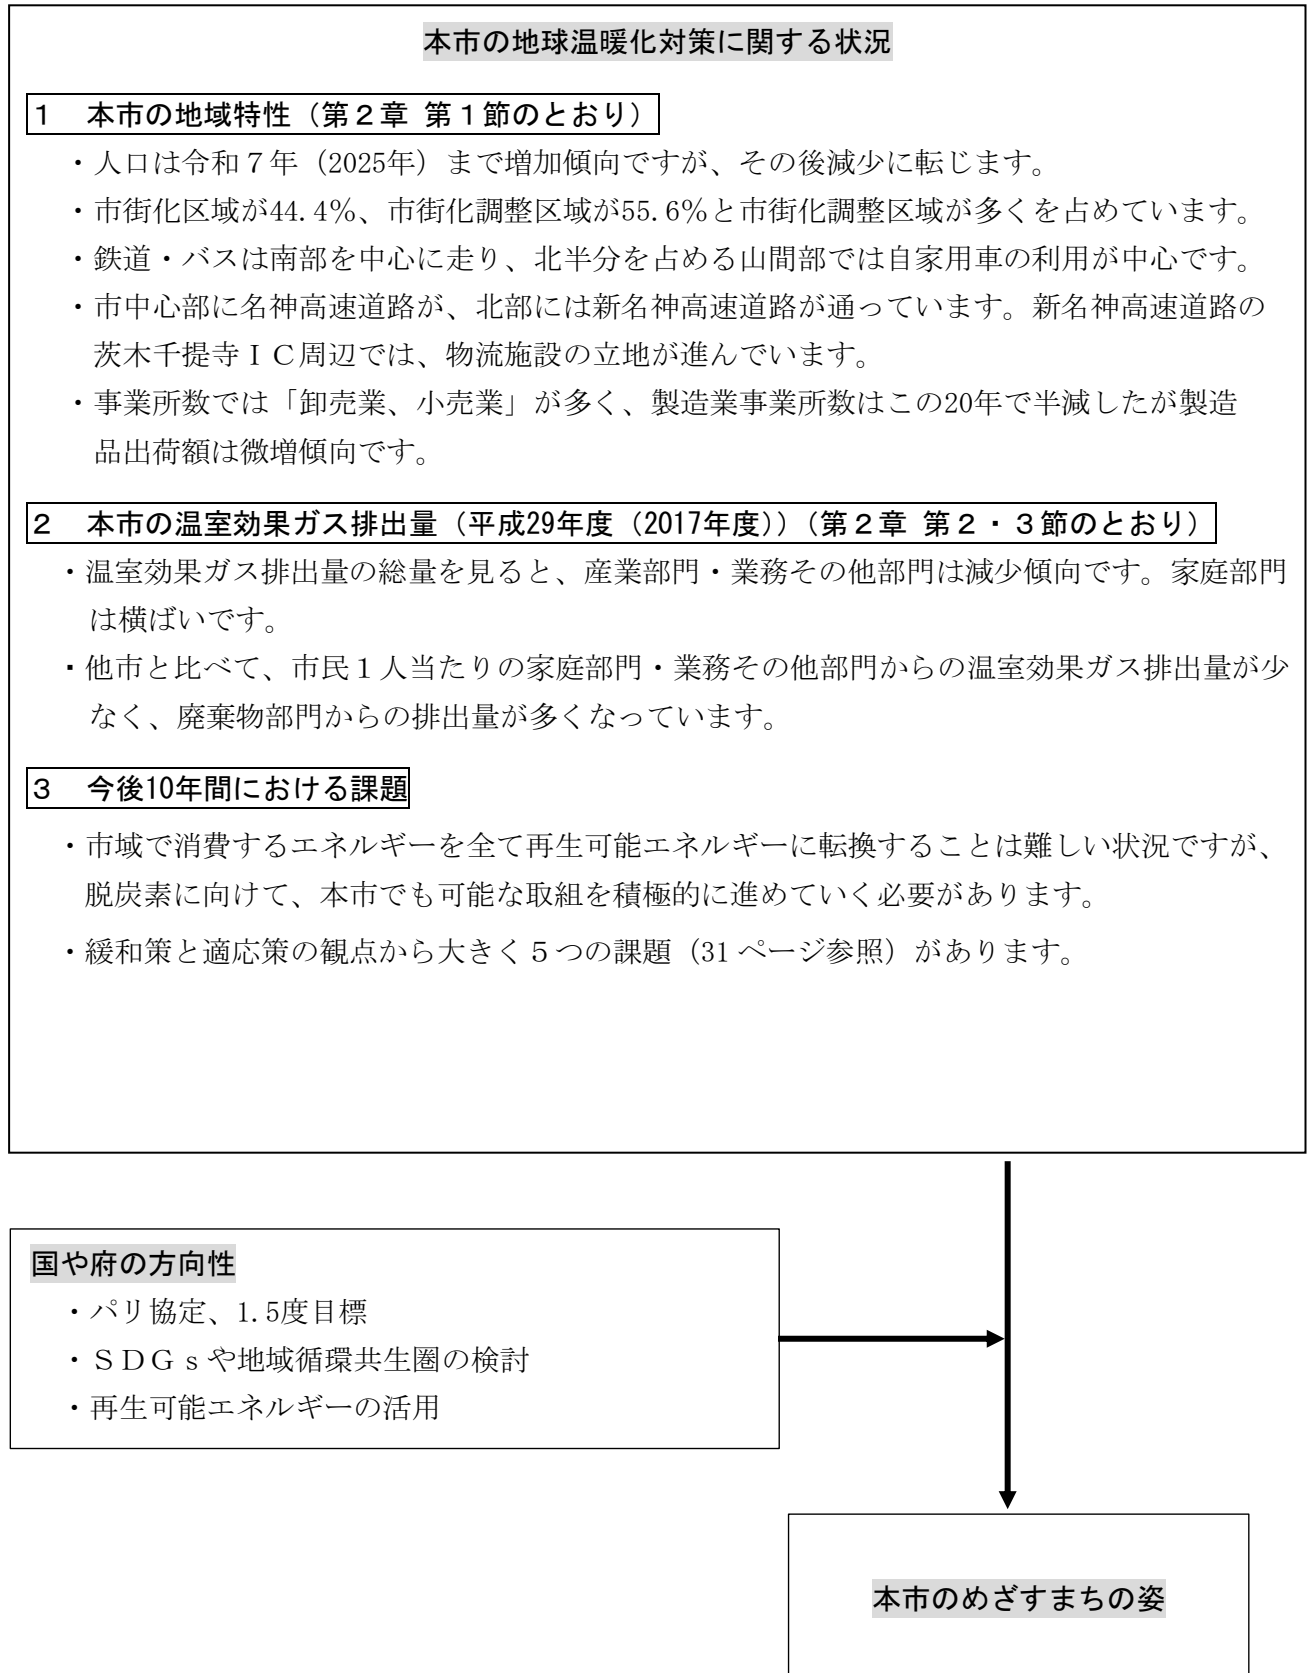 本市の地球温暖化対策に関する状況
１　本市の地域特性（第２章 第１節のとおり）
・人口は令和７年（2025年）まで増加傾向ですが、その後減少に転じます。
・市街化区域が44.4％、市街化調整区域が55.6％と市街化調整区域が多くを占めています。
・鉄道・バスは南部を中心に走り、北半分を占める山間部では自家用車の利用が中心です。
・市中心部に名神高速道路が、北部には新名神高速道路が通っています。新名神高速道路の
茨木千提寺ＩＣ周辺では、物流施設の立地が進んでいます。
・事業所数では「卸売業、小売業」が多く、製造業事業所数はこの20年で半減したが製造
品出荷額は微増傾向です。
２　本市の温室効果ガス排出量（平成29年度（2017年度））（第２章 第２・３節のとおり）
・温室効果ガス排出量の総量を見ると、産業部門・業務その他部門は減少傾向です。家庭部門
は横ばいです。
・他市と比べて、市民１人当たりの家庭部門・業務その他部門からの温室効果ガス排出量が少
なく、廃棄物部門からの排出量が多くなっています。
３　今後10年間における課題
・市域で消費するエネルギーを全て再生可能エネルギーに転換することは難しい状況ですが、
脱炭素に向けて、本市でも可能な取組を積極的に進めていく必要があります。
・緩和策と適応策の観点から大きく５つの課題（31 ページ参照）があります。
国や府の方向性
・パリ協定、1.5度目標
・ＳＤＧｓや地域循環共生圏の検討
・再生可能エネルギーの活用
本市のめざすまちの姿